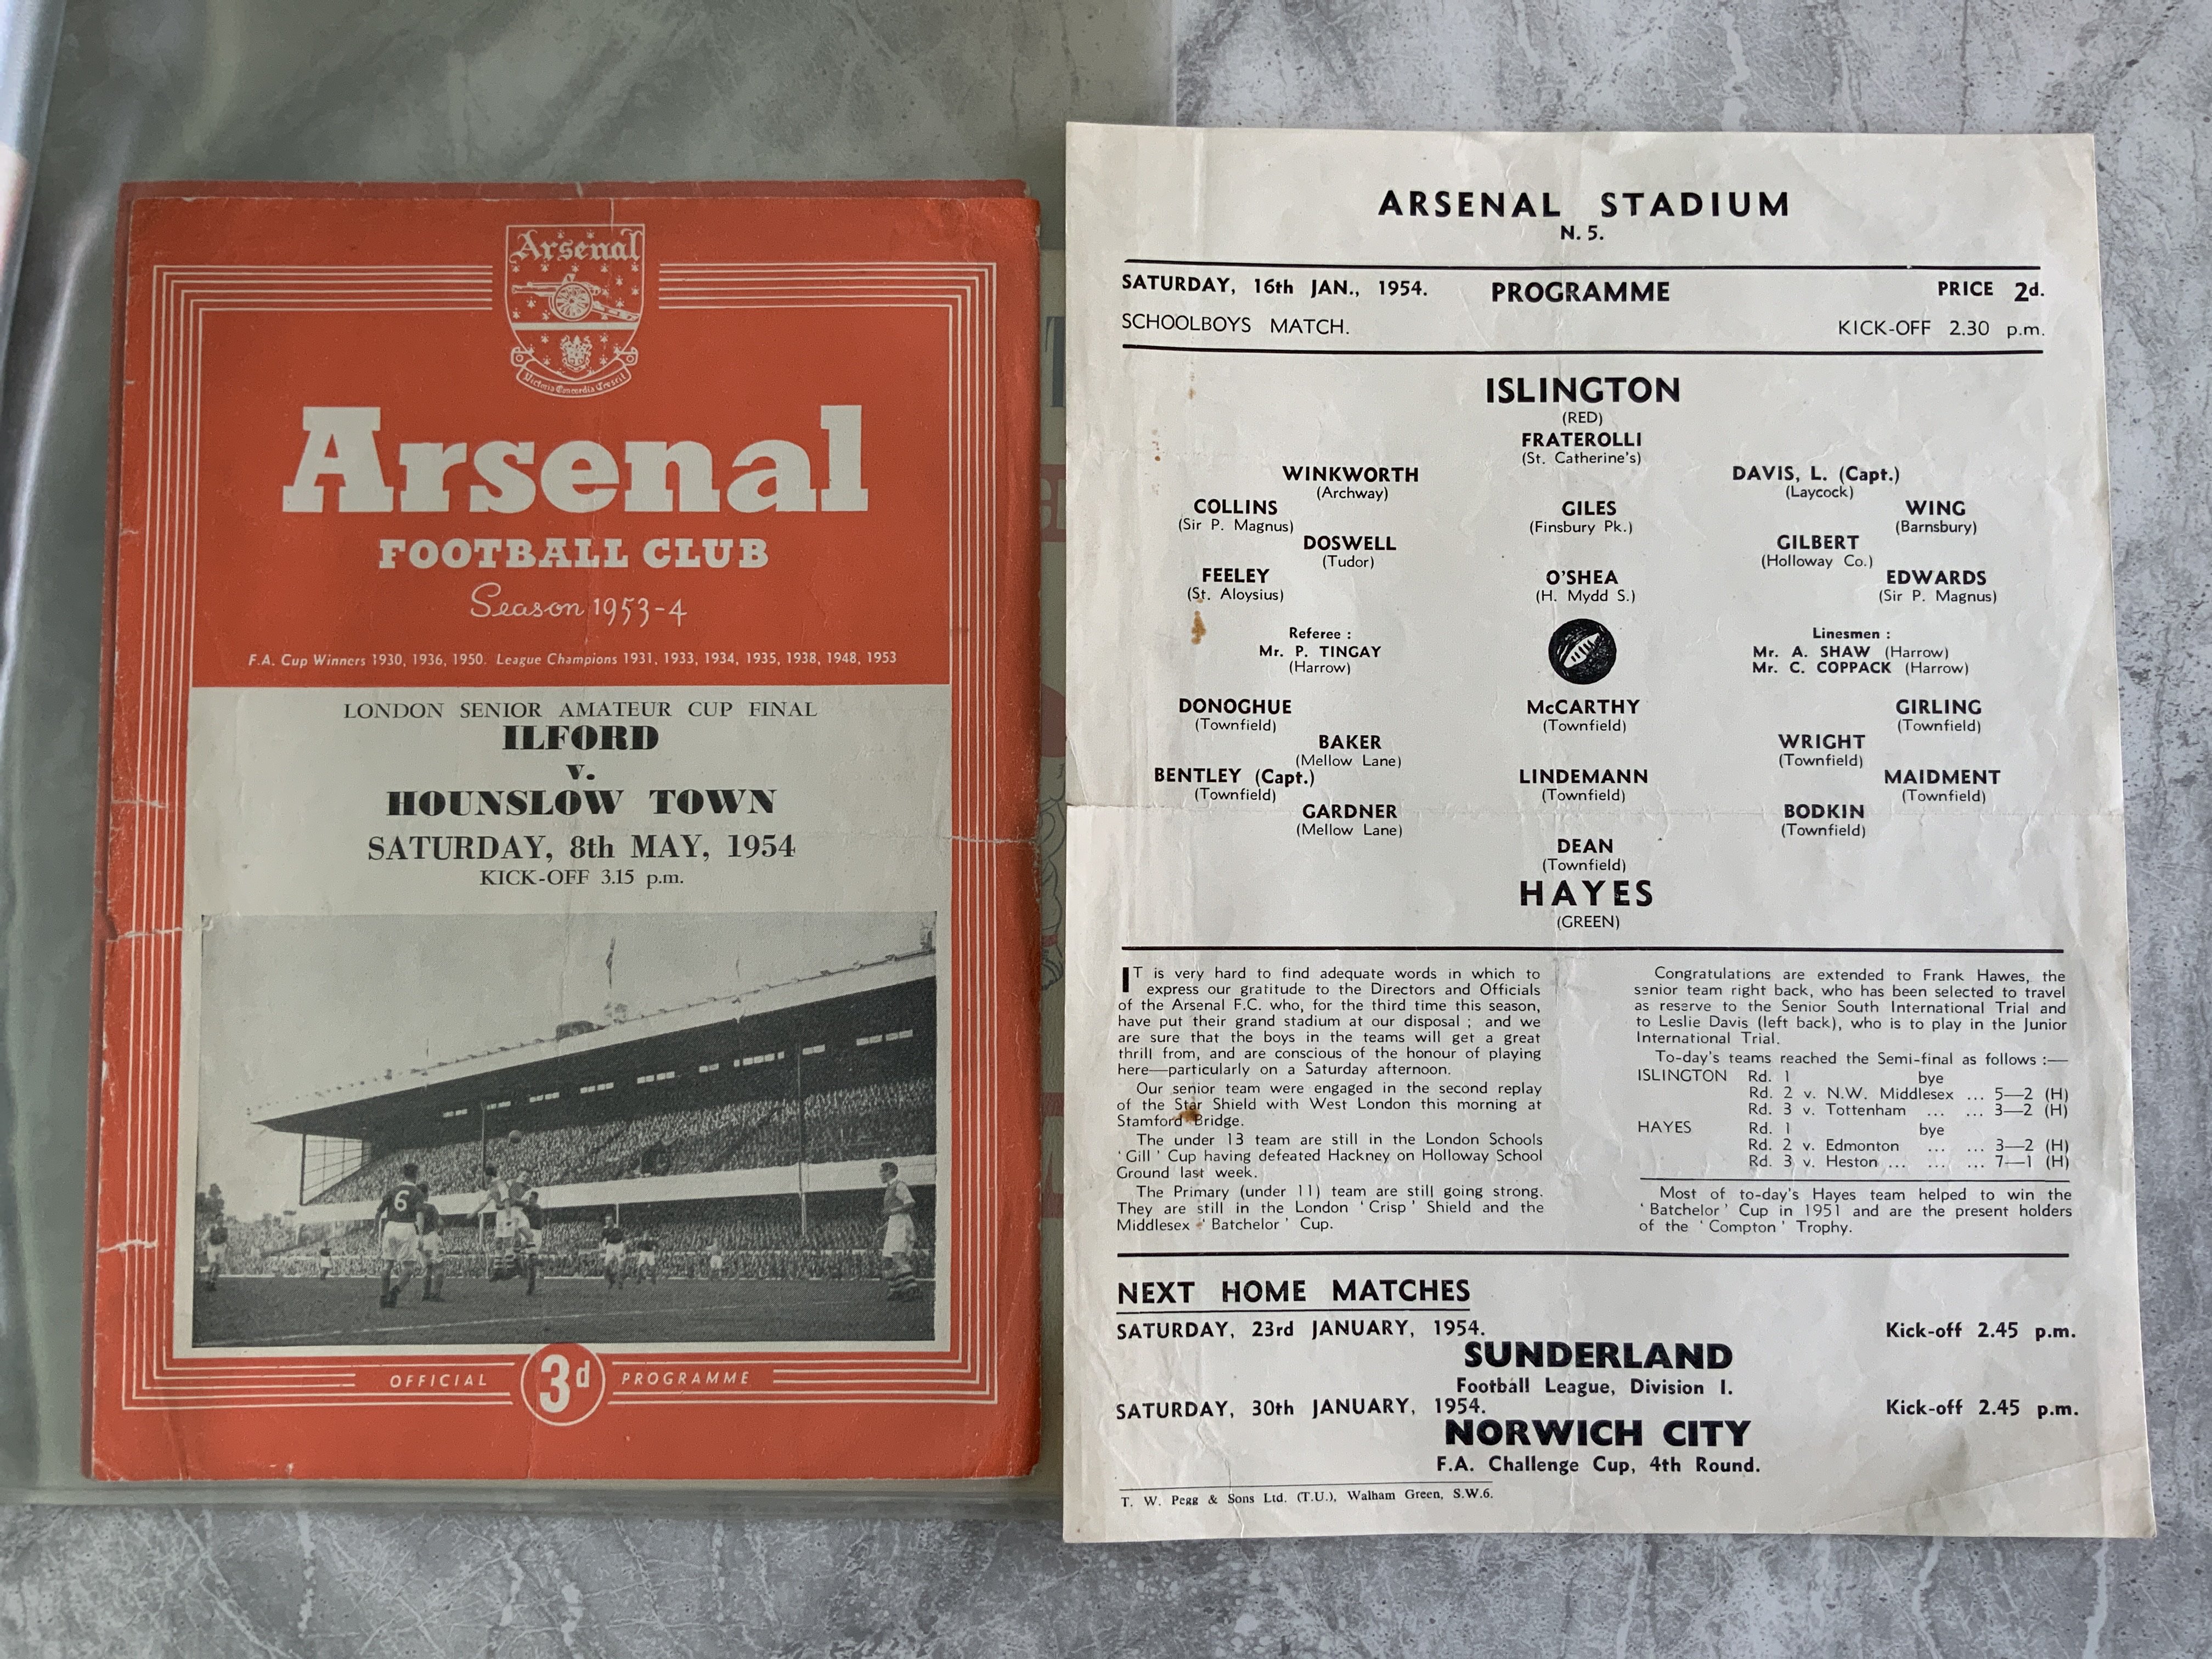 Arsenal
Victoria Concordia Crescit
Arsenal
FOOTBALL CLUB
Season 1953-4
F.A. Cup Winners 1930, 1936, 1950. League Champions 1931, 1933, 1934, 1935, 1938, 1948, 1953
LONDON SENIOR AMATEUR CUP FINAL
ILFORD
v.
HOUNSLOW TOWN
SATURDAY, 8th MAY, 1954
KICK-OFF 3.15 p.m.
6
OFFICIAL 3d PROGRAMME
ARSENAL STADIUM
N. 5.
SATURDAY, 16th JAN., 1954. PROGRAMME PRICE 2d.
SCHOOLBOYS MATCH. KICK-OFF 2.30 p.m.
ISLINGTON
(RED)
FRATEROLLI
(St. Catherine's)
WINKWORTH DAVIS, L. (Capt.)
(Archway) (Laycock)
COLLINS GILES WING
(Sir P. Magnus) (Finsbury Pk.) (Barnsbury)
DOSWELL GILBERT
(Tudor) (Holloway Co.)
FEELEY O'SHEA EDWARDS
(St. Aloysius) (H. Mydd S.) (Sir P. Magnus)
Referee : Linesmen :
Mr. P. TINGAY Mr. A. SHAW (Harrow)
(Harrow) Mr. C. COPPACK (Harrow)
DONOGHUE McCARTHY GIRLING
(Townfield) (Townfield) (Townfield)
BAKER WRIGHT
(Mellow Lane) (Townfield)
BENTLEY (Capt.) LINDEMANN MAIDMENT
(Townfield) (Townfield) (Townfield)
GARDNER BODKIN
(Mellow Lane) (Townfield)
DEAN
(Townfield)
HAYES
(GREEN)
IT is very hard to find adequate words in which to
express our gratitude to the Directors and Officials
of the Arsenal F.C. who, for the third time this season,
have put their grand stadium at our disposal ; and we
are sure that the boys in the teams will get a great
thrill from, and are conscious of the honour of playing
here—particularly on a Saturday afternoon.
Our senior team were engaged in the second replay
of the Star Shield with West London this morning at
Stamford Bridge.
The under 13 team are still in the London Schools
' Gill ' Cup having defeated Hackney on Holloway School
Ground last week.
The Primary (under 11) team are still going strong.
They are still in the London ' Crisp ' Shield and the
Middlesex ' Batchelor ' Cup.
Congratulations are extended to Frank Hawes, the
senior team right back, who has been selected to travel
as reserve to the Senior South International Trial and
to Leslie Davis (left back), who is to play in the Junior
International Trial.
To-day's teams reached the Semi-final as follows :—
ISLINGTON Rd. 1 bye
Rd. 2 v. N.W. Middlesex ... 5—2 (H)
Rd. 3 v. Tottenham ... ... 3—2 (H)
HAYES Rd. 1 bye
Rd. 2 v. Edmonton ... ... 3—2 (H)
Rd. 3 v. Heston ... ... ... 7—1 (H)
Most of to-day's Hayes team helped to win the
' Batchelor ' Cup in 1951 and are the present holders
of the ' Compton ' Trophy.
NEXT HOME MATCHES
SATURDAY, 23rd JANUARY, 1954. Kick-off 2.45 p.m.
SUNDERLAND
Football League, Division I.
SATURDAY, 30th JANUARY, 1954. Kick-off 2.45 p.m.
NORWICH CITY
F.A. Challenge Cup, 4th Round.
T. W. Pegg & Sons Ltd. (T.U.), Walham Green, S.W.6.